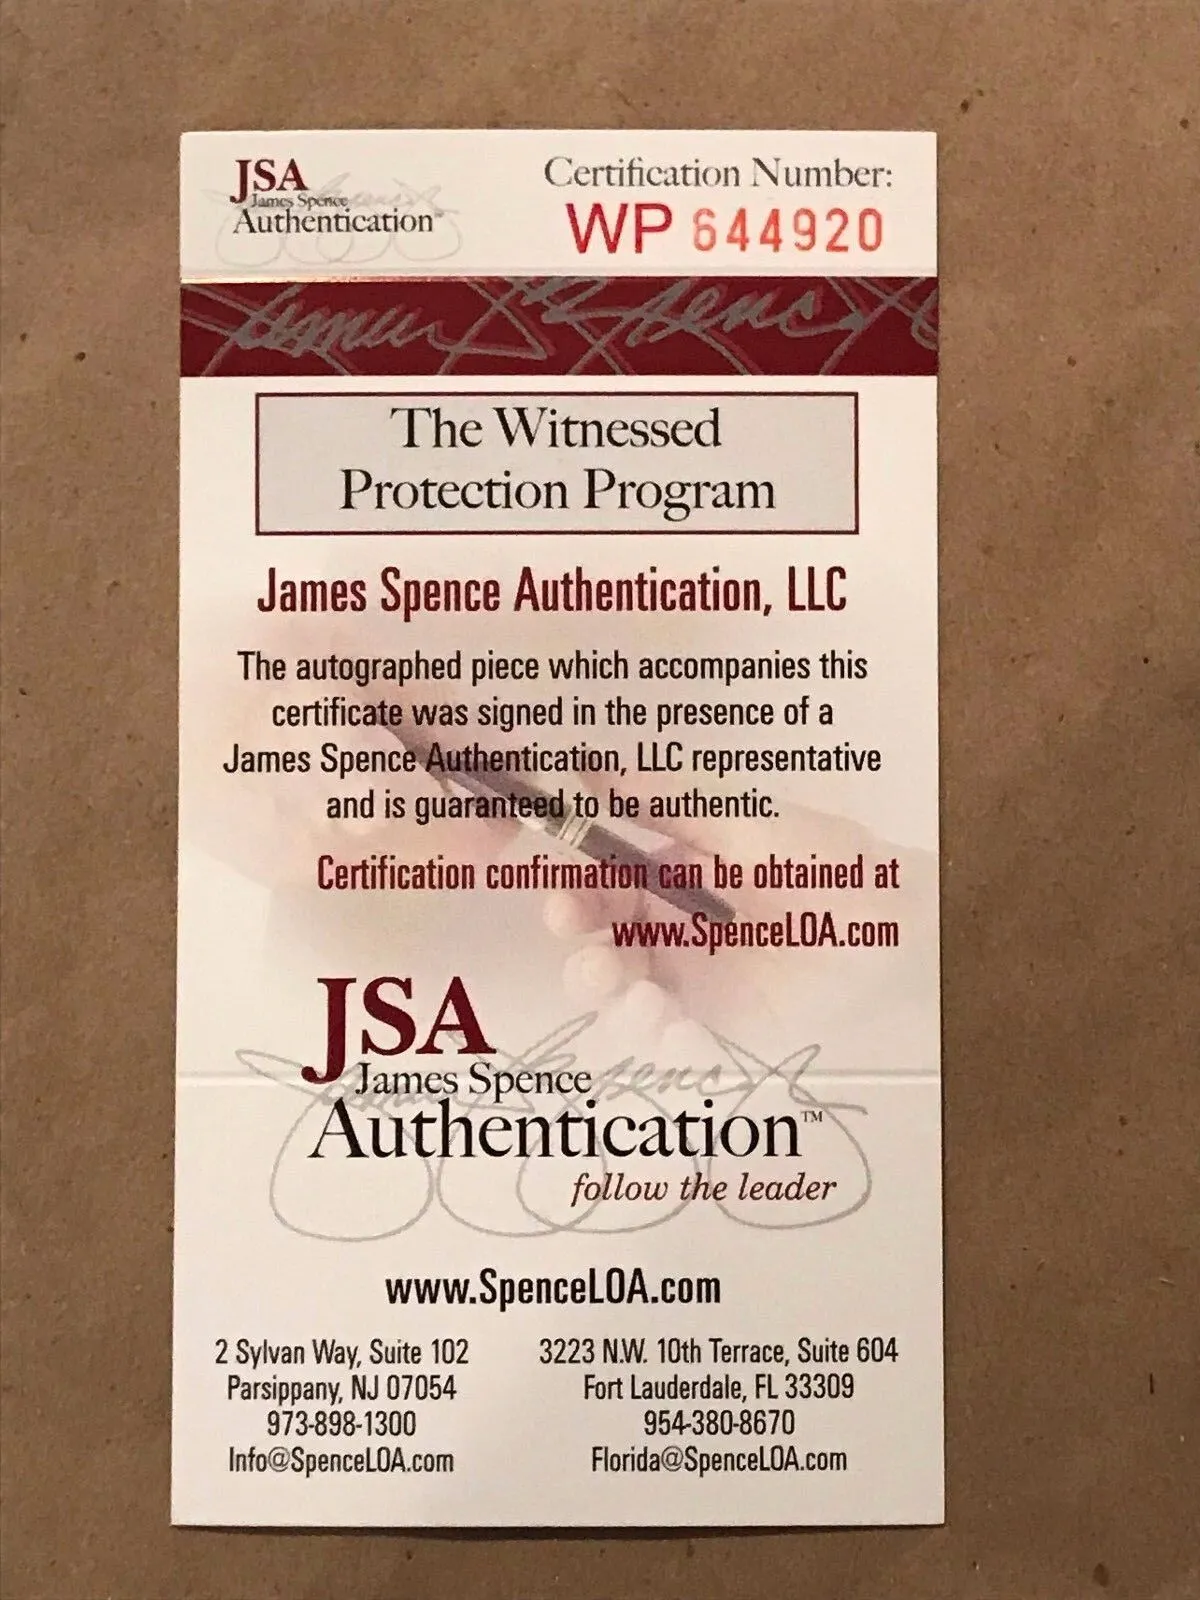 JSA
James Spence
Authentication™
Certification Number:
WP 644920
James Spence
The Witnessed
Protection Program
James Spence Authentication, LLC
The autographed piece which accompanies this
certificate was signed in the presence of a
James Spence Authentication, LLC representative
and is guaranteed to be authentic.
Certification confirmation can be obtained at
www.SpenceLOA.com
JSA
James Spence
Authentication™
follow the leader
www.SpenceLOA.com
2 Sylvan Way, Suite 102
Parsippany, NJ 07054
973-898-1300
Info@SpenceLOA.com
3223 N.W. 10th Terrace, Suite 604
Fort Lauderdale, FL 33309
954-380-8670
Florida@SpenceLOA.com